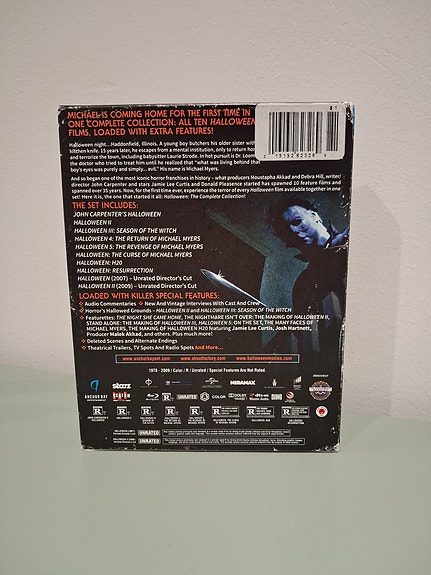 MICHAEL IS COMING HOME FOR THE FIRST TIME IN
ONE COMPLETE COLLECTION: ALL TEN HALLOWEEN
FILMS, LOADED WITH EXTRA FEATURES!
Halloween night...Haddonfield, Illinois. A young boy butchers his older sister with
kitchen knife. 15 years later, he escapes from a mental institution, only to return home
and terrorize the town, including babysitter Laurie Strode. In hot pursuit is Dr. Loomis
the doctor who tried to treat him until he realized that "what was living behind that
boy's eyes was purely and simply...evil." His name is Michael Myers.
And so began one of the most iconic horror franchises in history – what producers Moustapha Akkad and Debra Hill, writer/
director John Carpenter and stars Jamie Lee Curtis and Donald Pleasence started has spawned 10 feature films and
spanned over 35 years. Now, for the first time ever, experience the terror of every Halloween film available together in one
set! Here it is, the one that started it all: Halloween: The Complete Collection!
THE SET INCLUDES:
JOHN CARPENTER'S HALLOWEEN
HALLOWEEN II
HALLOWEEN III: SEASON OF THE WITCH
HALLOWEEN 4: THE RETURN OF MICHAEL MYERS
HALLOWEEN 5: THE REVENGE OF MICHAEL MYERS
HALLOWEEN: THE CURSE OF MICHAEL MYERS
HALLOWEEN: H20
HALLOWEEN: RESURRECTION
HALLOWEEN (2007) – Unrated Director's Cut
HALLOWEEN II (2009) – Unrated Director's Cut
LOADED WITH KILLER SPECIAL FEATURES:
Audio Commentaries New And Vintage Interviews With Cast And Crew
Horror's Hallowed Grounds – HALLOWEEN II and HALLOWEEN III: SEASON OF THE WITCH
Featurettes: THE NIGHT SHE CAME HOME, THE NIGHTMARE ISN'T OVER: THE MAKING OF HALLOWEEN II,
STAND ALONE: THE MAKING OF HALLOWEEN III, HALLOWEEN 5: ON THE SET, THE MANY FACES OF
MICHAEL MYERS, THE MAKING OF HALLOWEEN H20 featuring Jamie Lee Curtis, Josh Hartnett,
Producer Malek Akkad, and others. Plus much more!
Deleted Scenes and Alternate Endings
Theatrical Trailers, TV Spots And Radio Spots And More...
www.anchorbayent.com www.shoutfactory.com www.halloweenmovies.com
1978 - 2009 / Color / R / Unrated / Special Features Are Not Rated.
ANCHOR BAY
starz
SCREAM
UNIVERSAL
MIRAMAX
COLOR
DOLBY
R
R
R
R
R
R
R
R
UNRATED
UNRATED